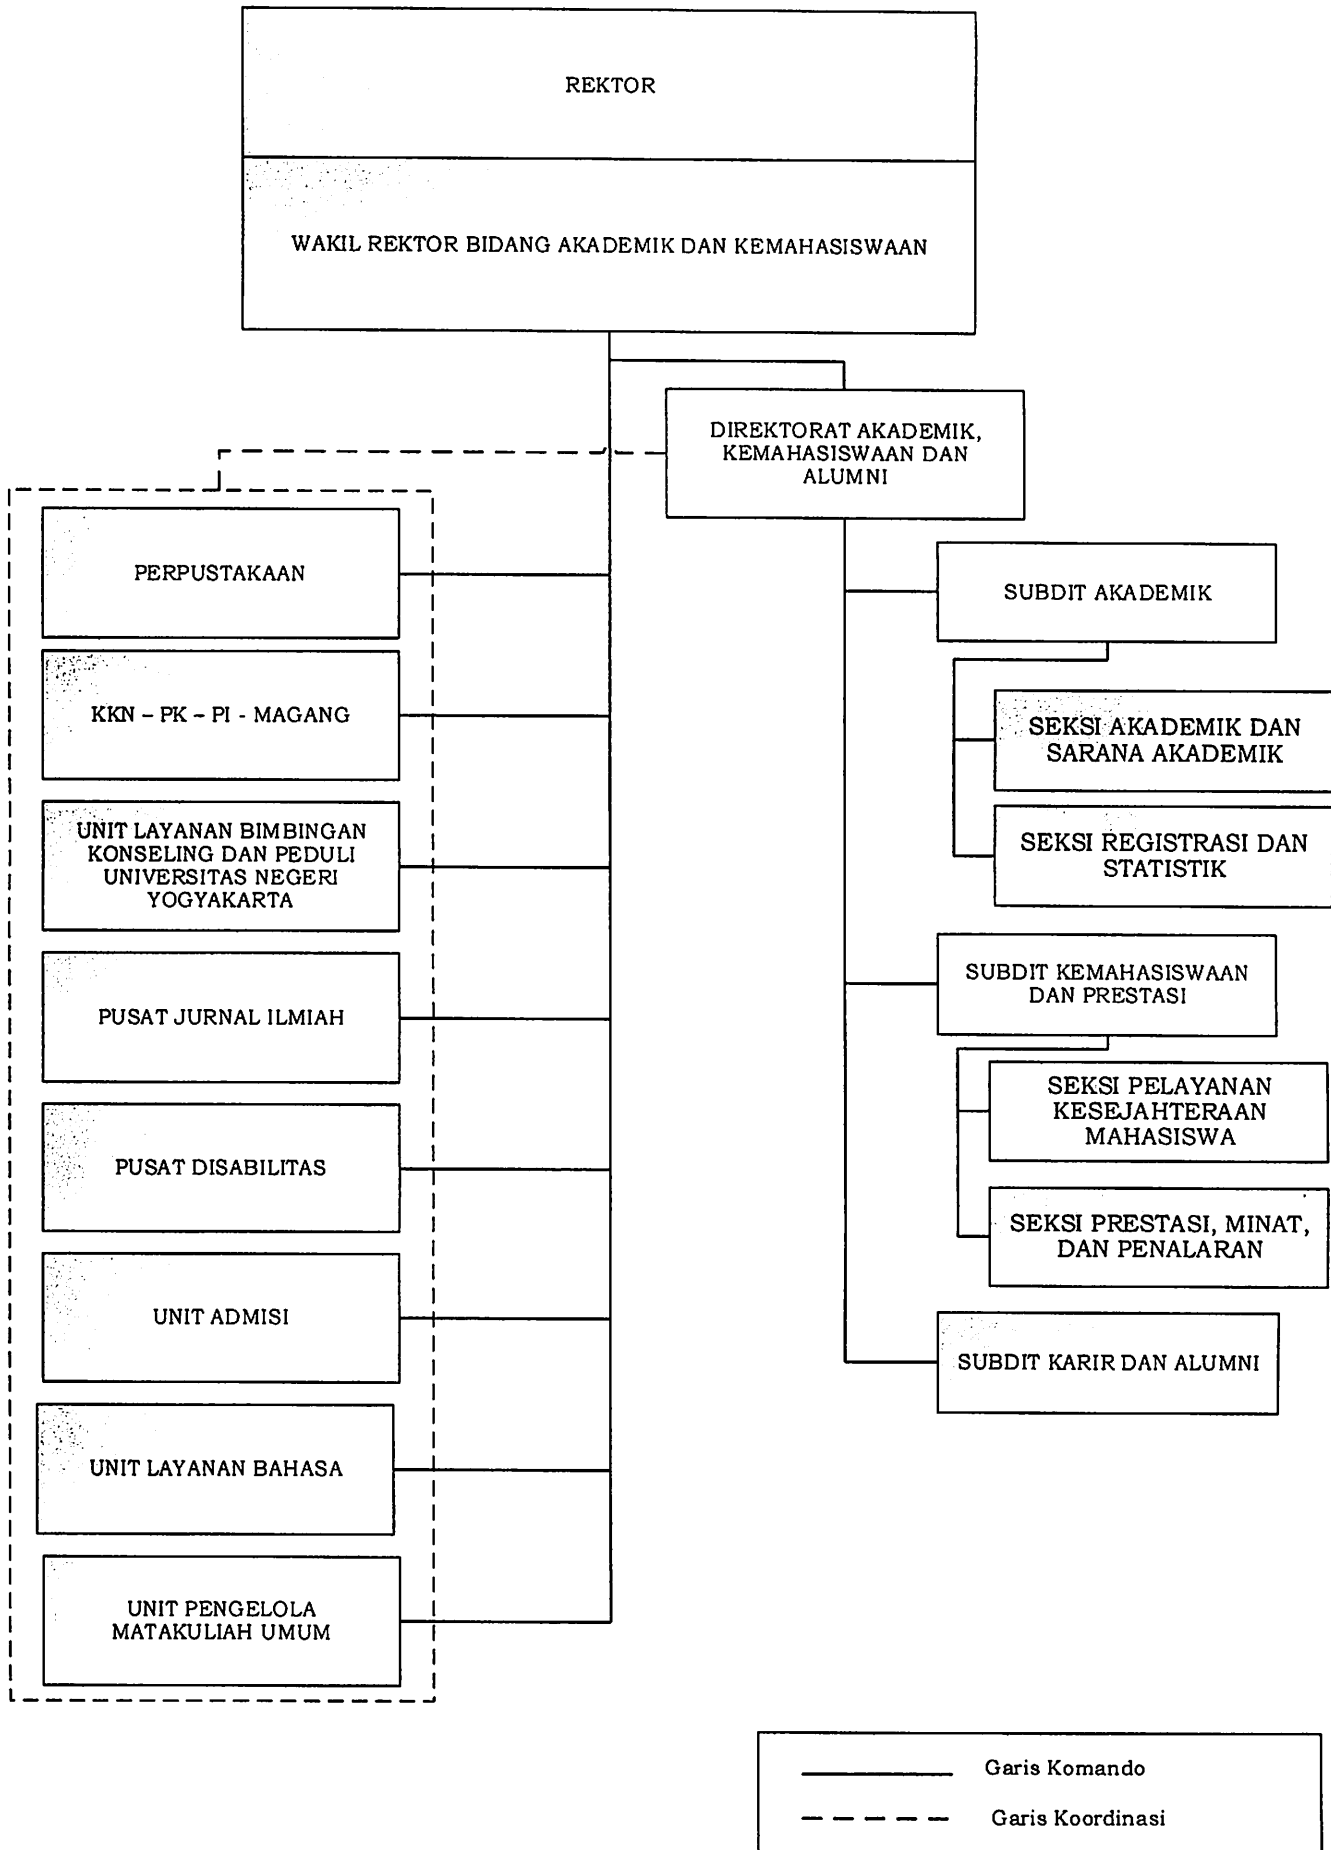 REKTOR
WAKIL REKTOR BIDANG AKADEMIK DAN KEMAHASISWAAN
DIREKTORAT AKADEMIK,
KEMAHASISWAAN DAN
ALUMNI
PERPUSTAKAAN
KKN – PK – PI - MAGANG
UNIT LAYANAN BIMBINGAN
KONSELING DAN PEDULI
UNIVERSITAS NEGERI
YOGYAKARTA
PUSAT JURNAL ILMIAH
PUSAT DISABILITAS
UNIT ADMISI
UNIT LAYANAN BAHASA
UNIT PENGELOLA
MATAKULIAH UMUM
SUBDIT AKADEMIK
SEKSI AKADEMIK DAN
SARANA AKADEMIK
SEKSI REGISTRASI DAN
STATISTIK
SUBDIT KEMAHASISWAAN
DAN PRESTASI
SEKSI PELAYANAN
KESEJAHTERAAN
MAHASISWA
SEKSI PRESTASI, MINAT,
DAN PENALARAN
SUBDIT KARIR DAN ALUMNI
Garis Komando
Garis Koordinasi